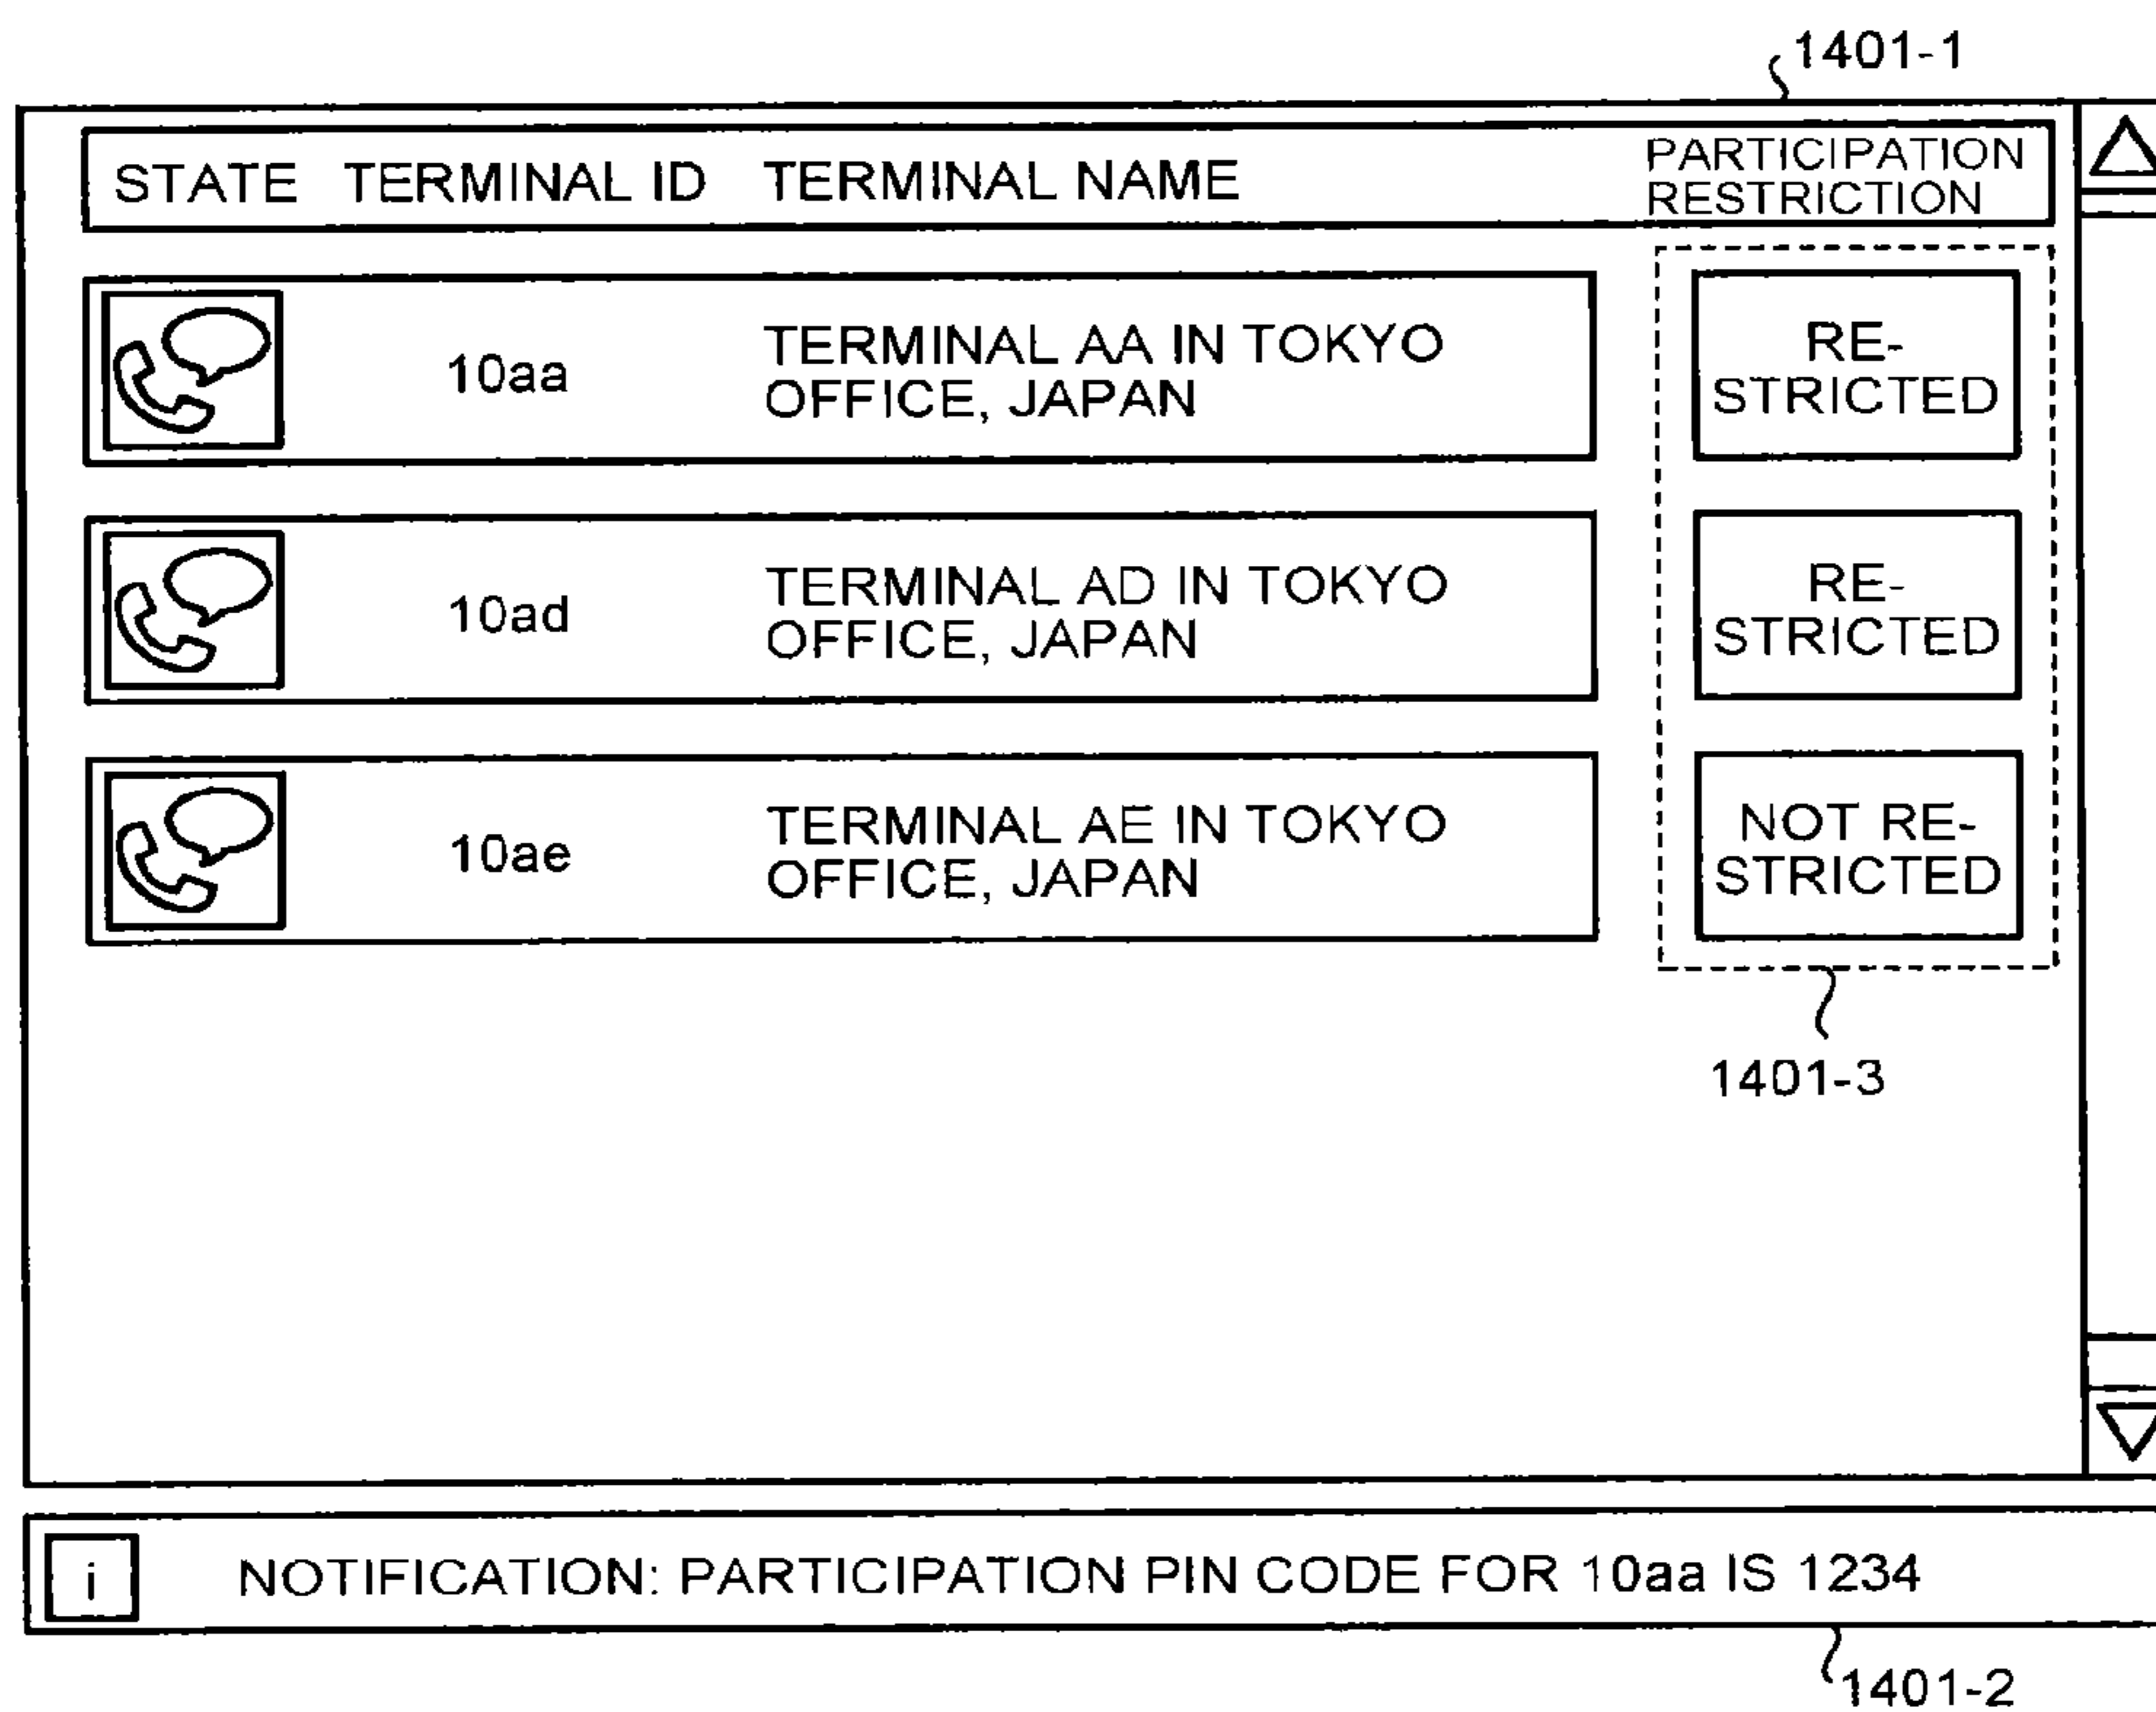 1401-1
STATE TERMINAL ID TERMINAL NAME
PARTICIPATION
RESTRICTION
10aa
TERMINAL AA IN TOKYO
OFFICE, JAPAN
RE-
STRICTED
10ad
TERMINAL AD IN TOKYO
OFFICE, JAPAN
RE-
STRICTED
10ae
TERMINAL AE IN TOKYO
OFFICE, JAPAN
NOT RE-
STRICTED
1401-3
i NOTIFICATION: PARTICIPATION PIN CODE FOR 10aa IS 1234
1401-2